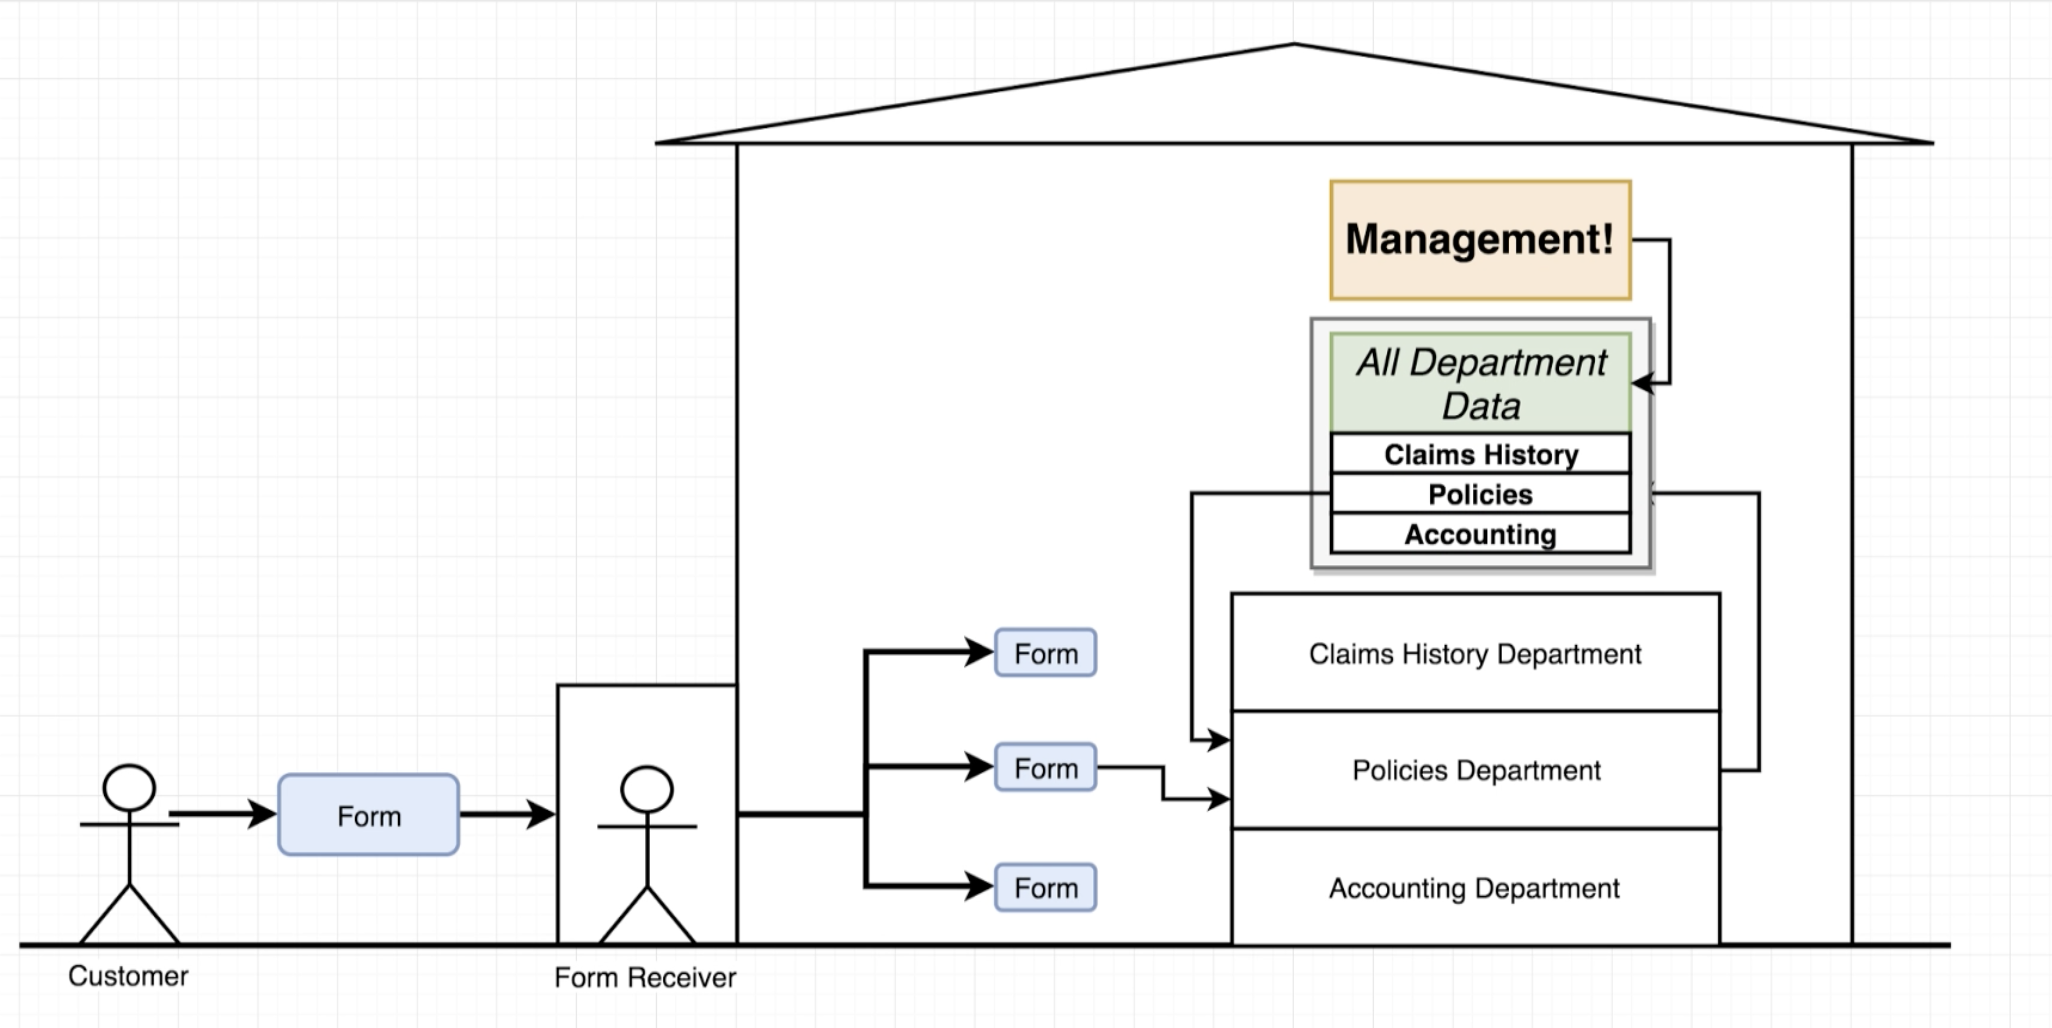 Management!
All Department
Data
Claims History
Policies
Accounting
Form
Claims History Department
Form
Policies Department
Form
Form
Accounting Department
Customer
Form Receiver